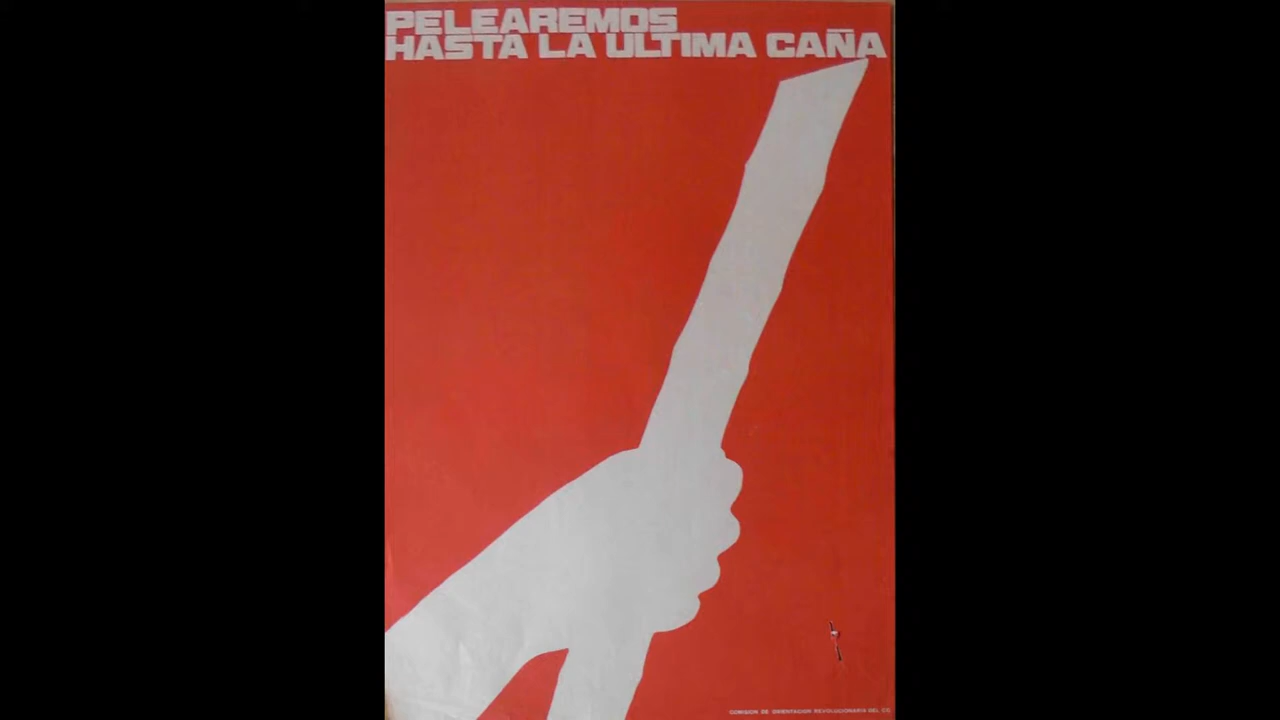 PELEAREMOS
HASTA LA ULTIMA CAÑA
COMISION DE ORIENTACION REVOLUCIONARIA DEL CC